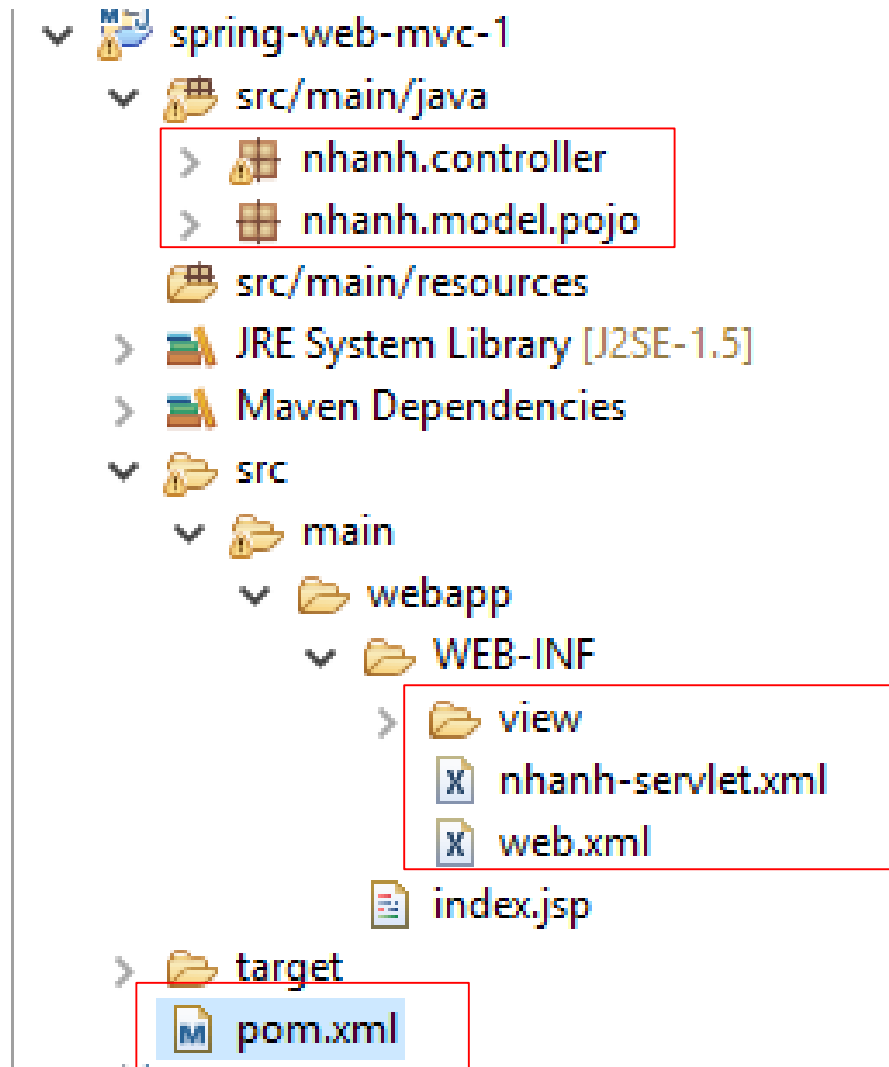 spring-web-mvc-1
src/main/java
nhanh.controller
nhanh.model.pojo
src/main/resources
JRE System Library [J2SE-1.5]
Maven Dependencies
src
main
webapp
WEB-INF
view
nhanh-servlet.xml
web.xml
index.jsp
target
pom.xml